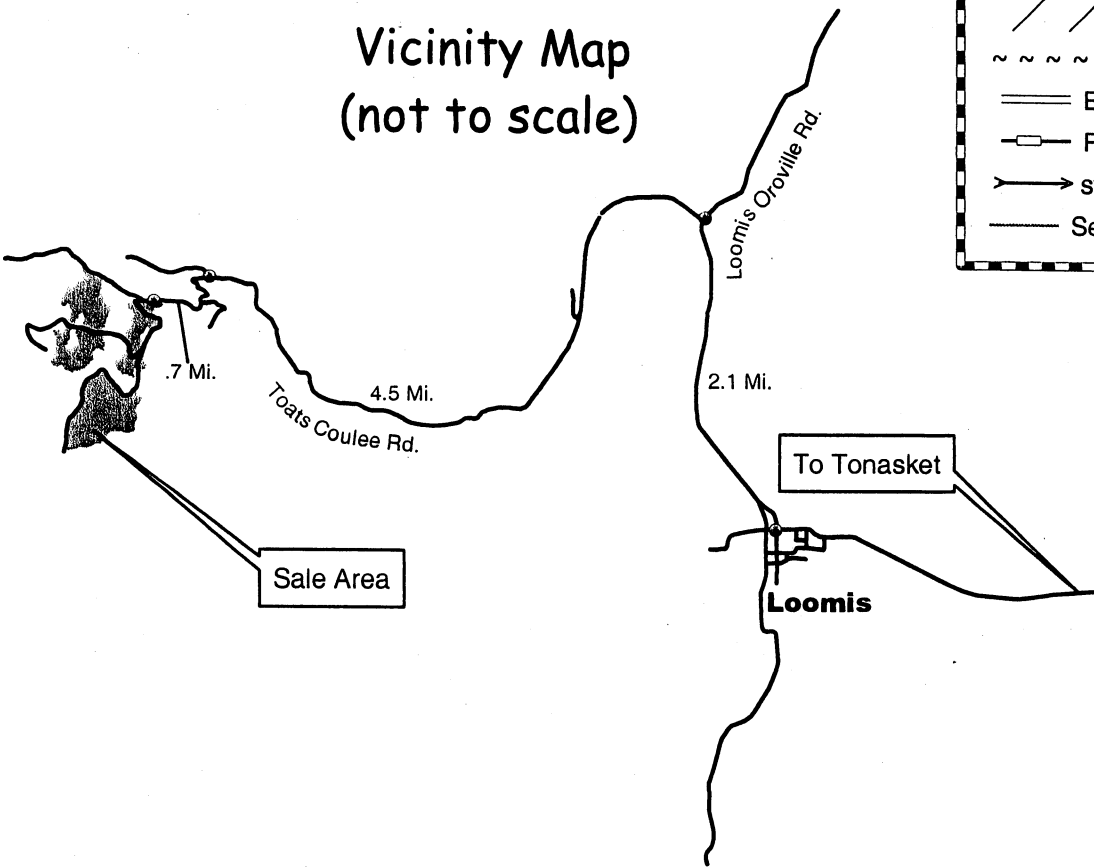 Vicinity Map
(not to scale)
Loomis Oroville Rd.
.7 Mi.
4.5 Mi.
Toats Coulee Rd.
2.1 Mi.
To Tonasket
Sale Area
Loomis